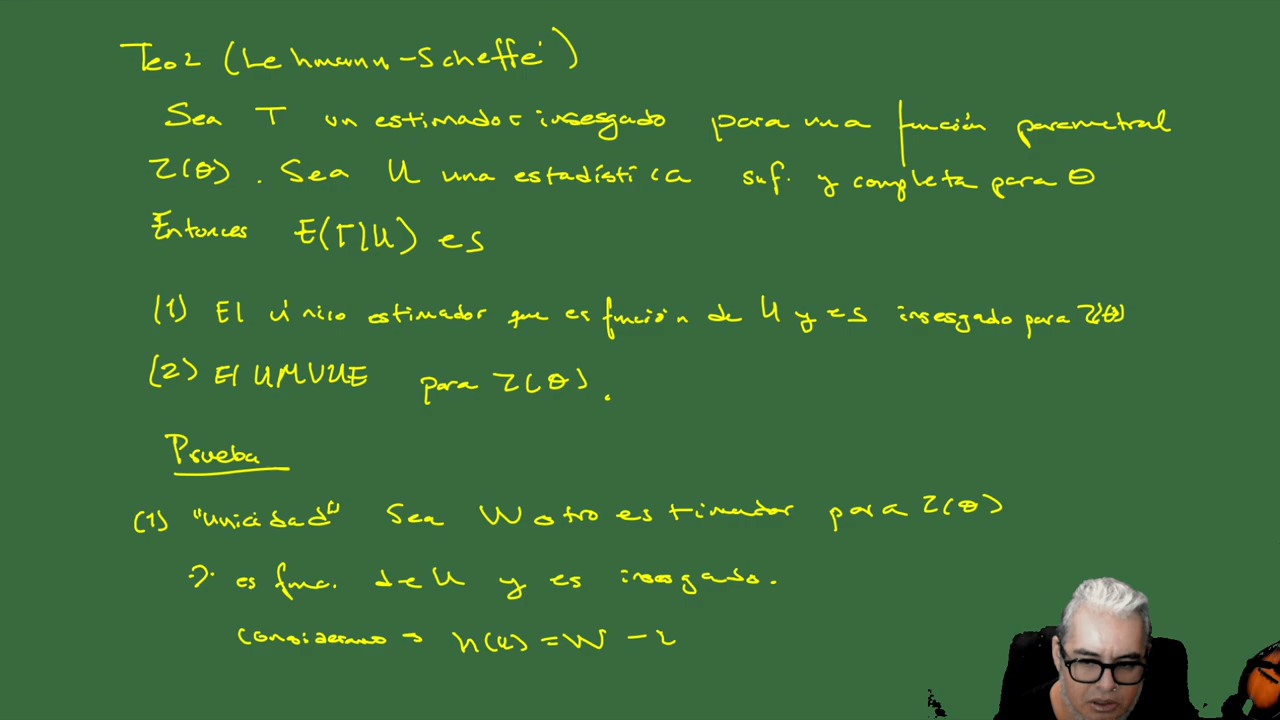 Teo 2 (Lehmann-Scheffé)
Sea T un estimador insesgado para una función parametral
τ(θ). Sea U una estadística suf. y completa para θ
Entonces E(T|U) es
(1) El único estimador que es función de U y es insesgado para τ(θ)
(2) El UMVUE para τ(θ).
Prueba
(1) "unicidad" Sea W otro estimador para τ(θ)
es func. de U y es insesgado.
h(U) = W - τ